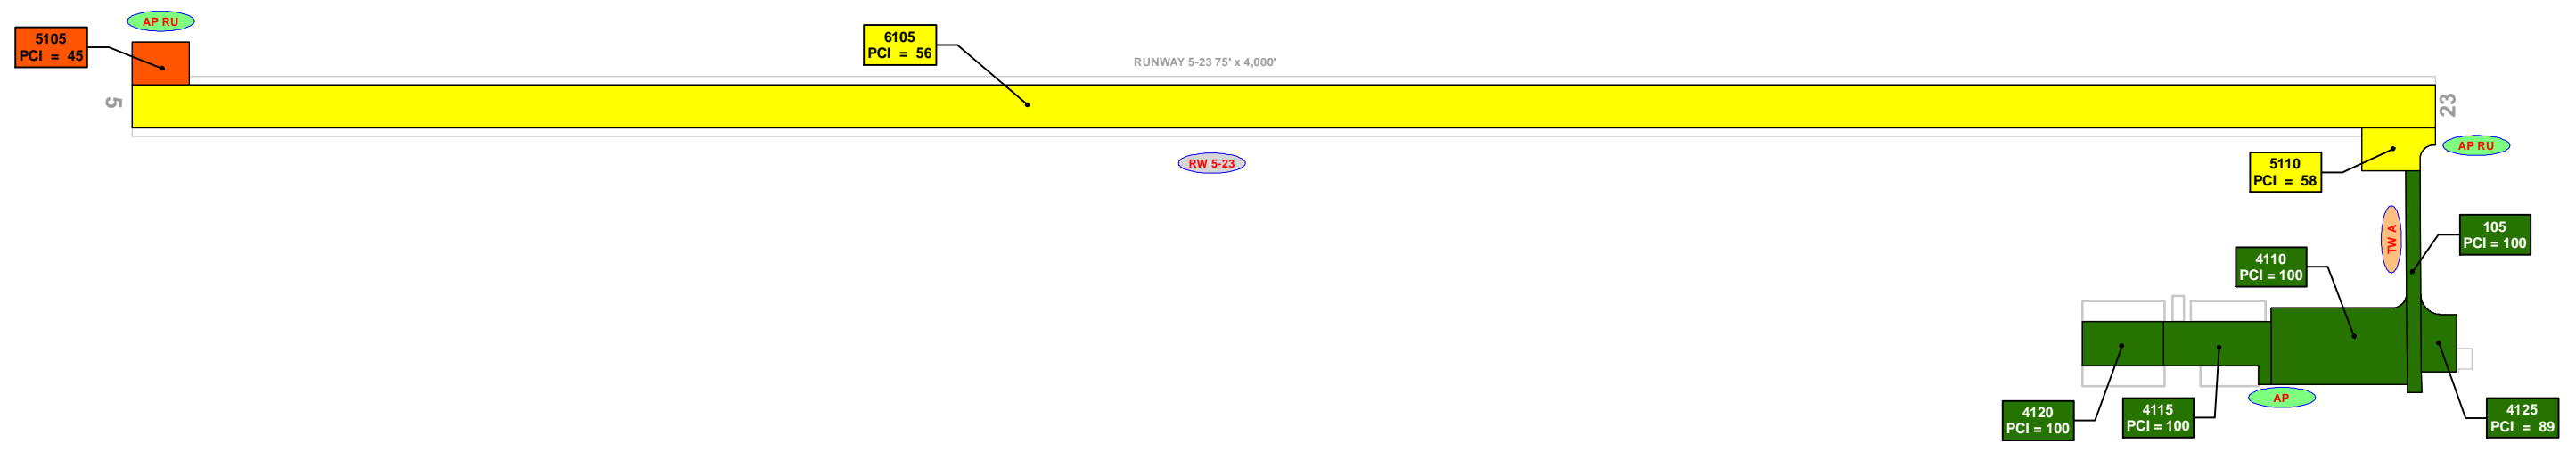 AP RU
5105
PCI = 45
6105
PCI = 56
RUNWAY 5-23 75' x 4,000'
5
23
RW 5-23
AP RU
5110
PCI = 58
TW A
105
PCI = 100
4110
PCI = 100
AP
4120
PCI = 100
4115
PCI = 100
4125
PCI = 89